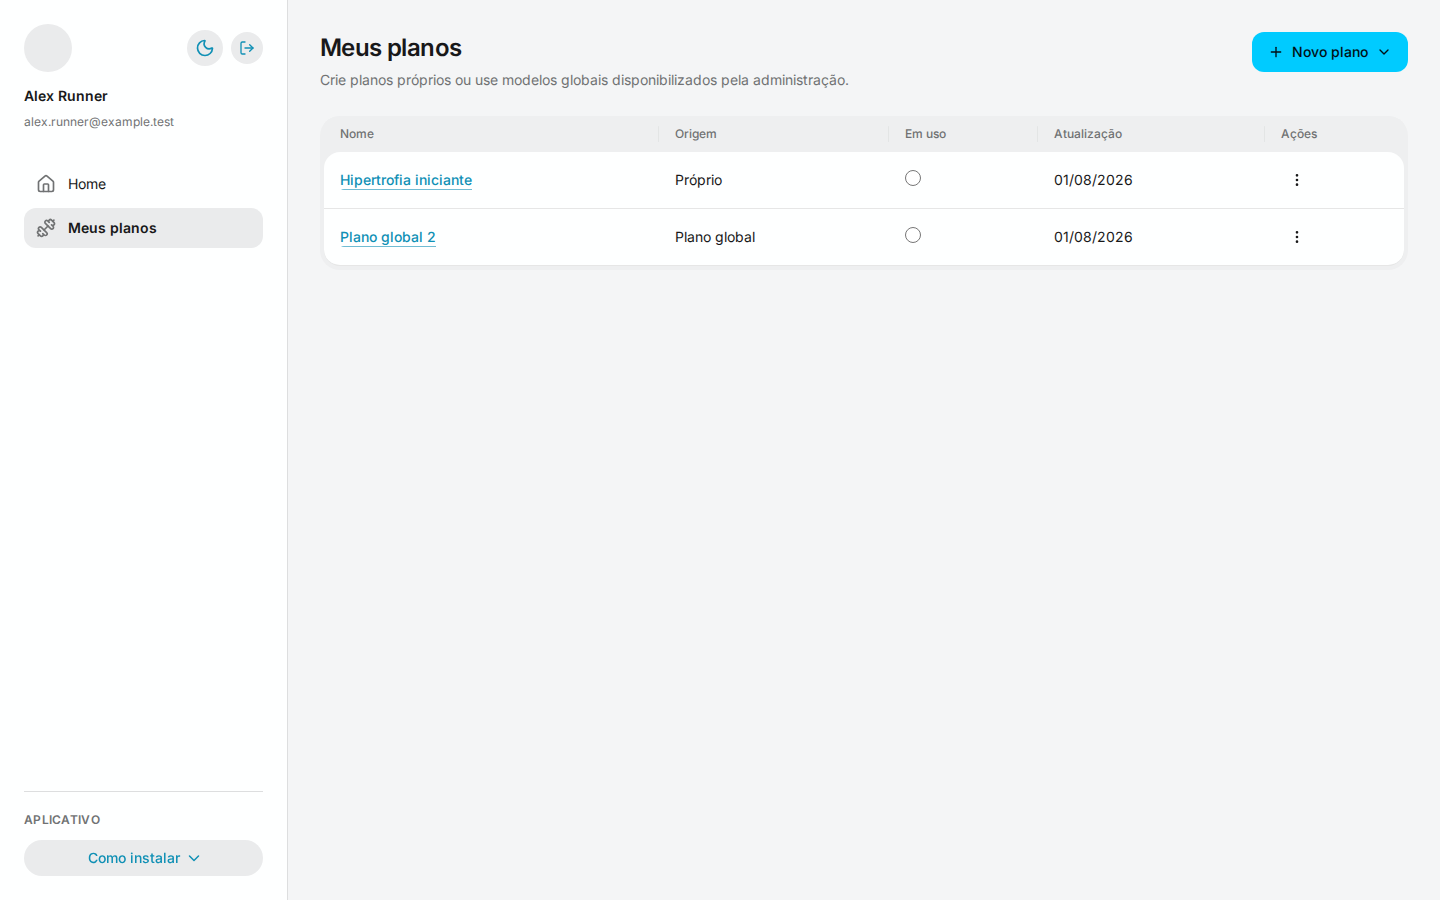 Alex Runner
alex.runner@example.test
Home
Meus planos
APLICATIVO
Como instalar
Meus planos
Crie planos próprios ou use modelos globais disponibilizados pela administração.
Novo plano
Nome Origem Em uso Atualização Ações
Hipertrofia iniciante Próprio 01/08/2026
Plano global 2 Plano global 01/08/2026